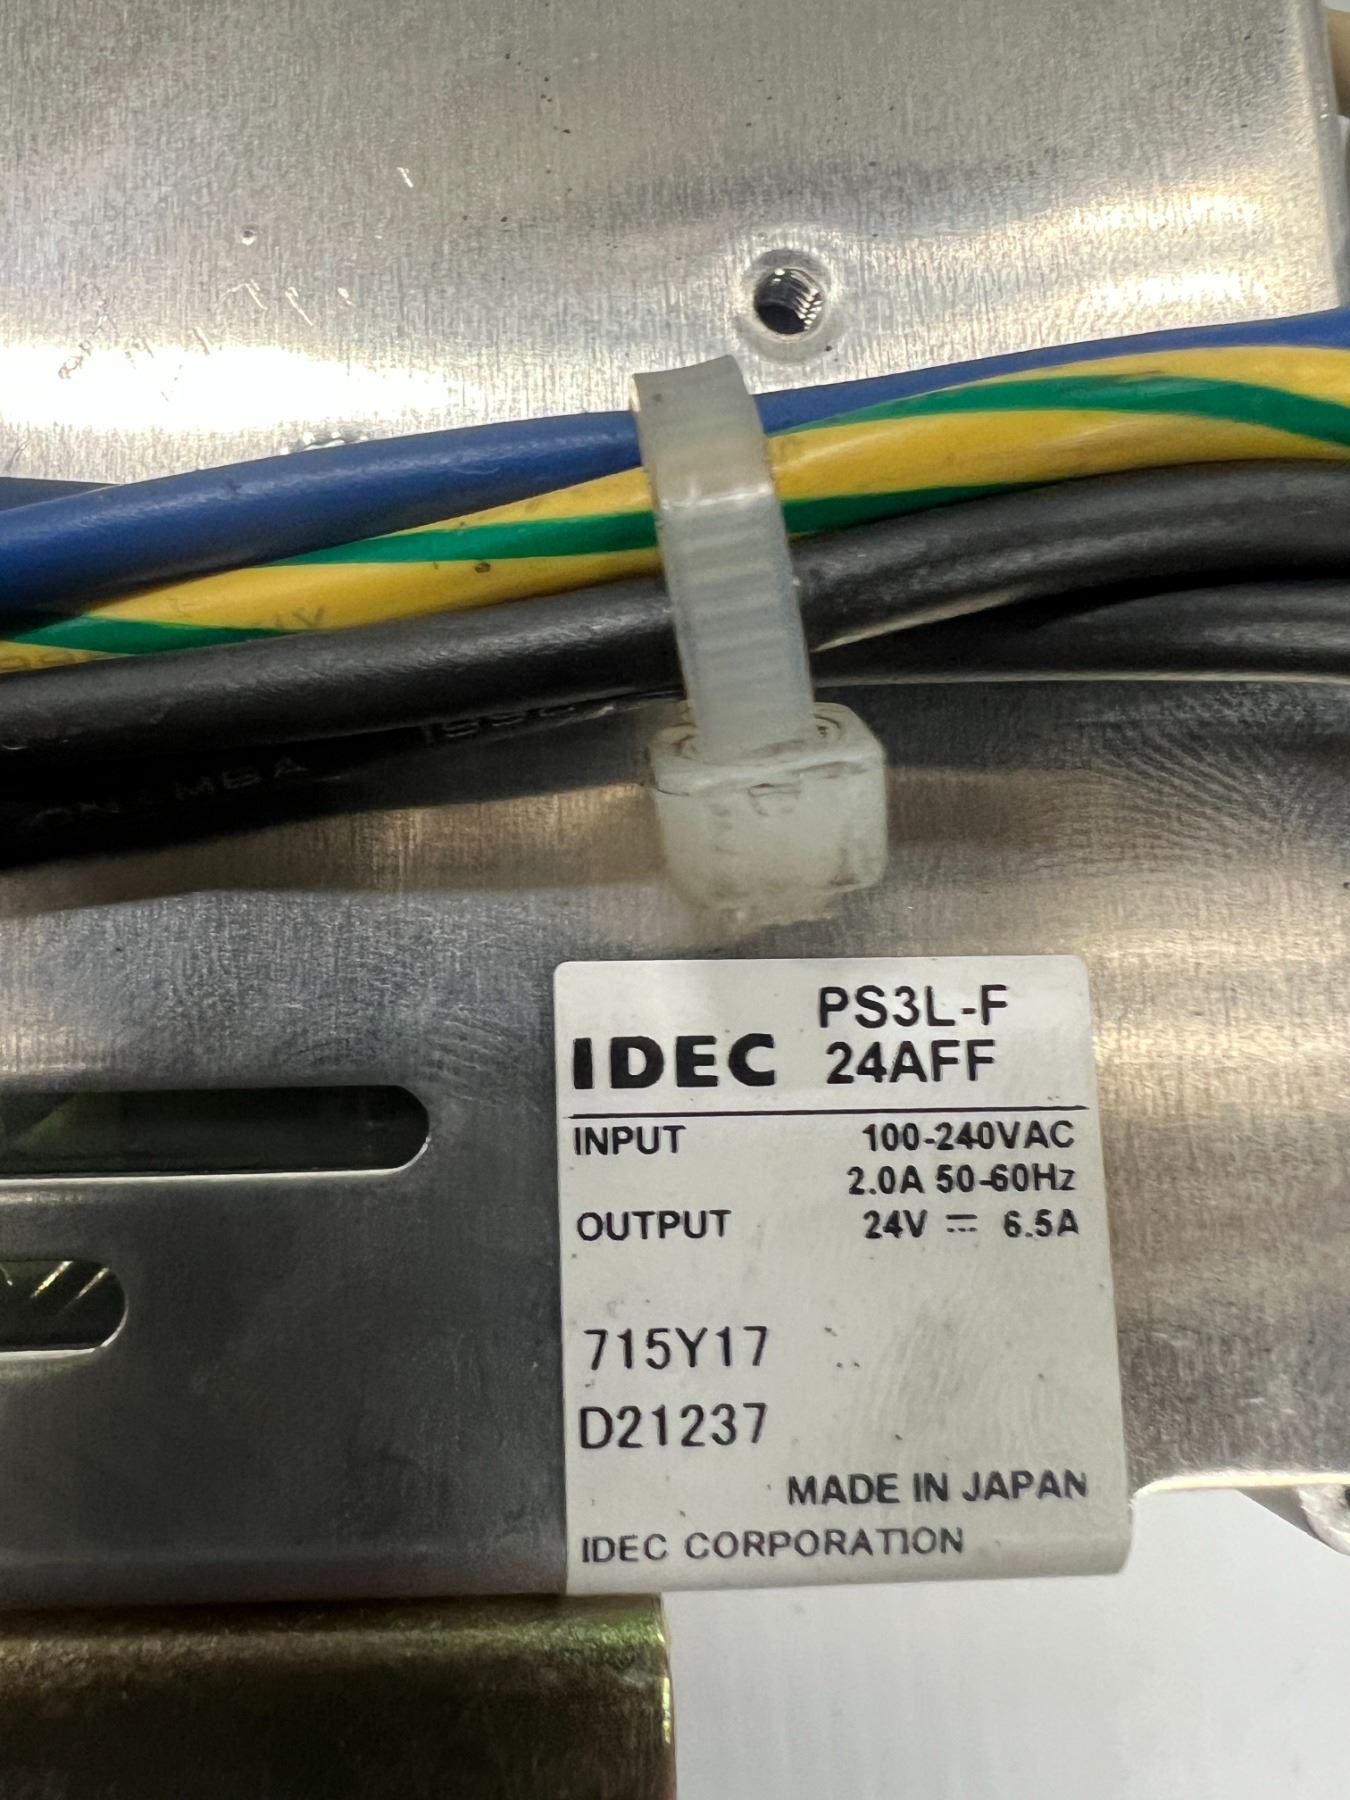 PS3L-F
IDEC 24AFF
INPUT 100-240VAC
2.0A 50-60Hz
OUTPUT 24V ⎓ 6.5A
715Y17
D21237
MADE IN JAPAN
IDEC CORPORATION